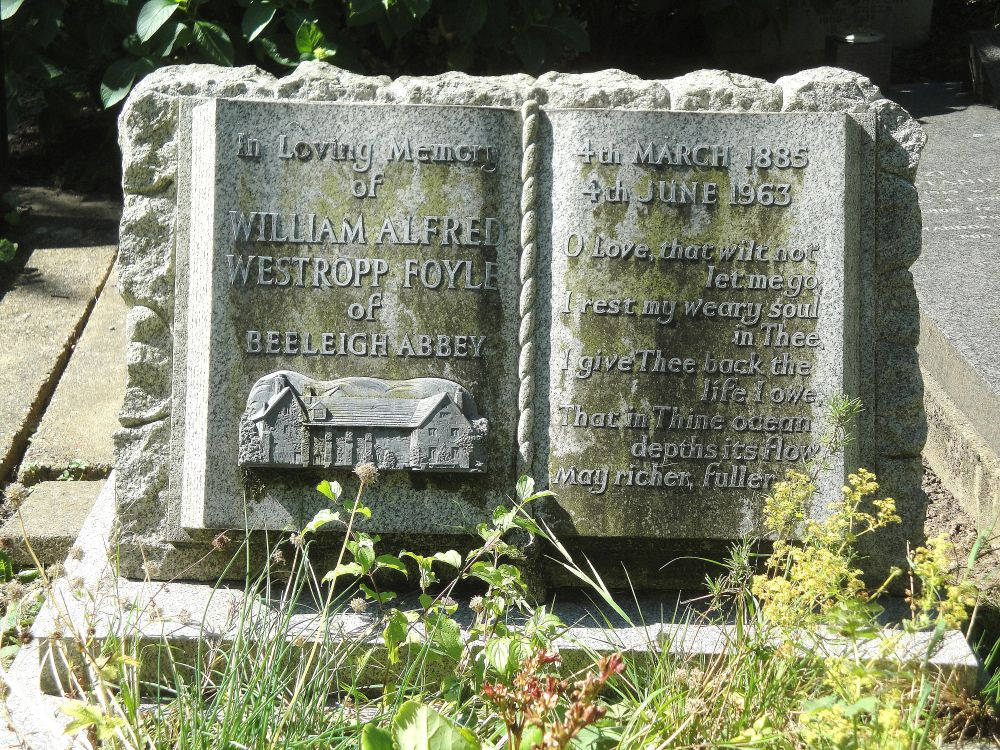 In Loving Memory
of
WILLIAM ALFRED
WESTROPP FOYLE
of
BEELEIGH ABBEY
4th MARCH 1885
4th JUNE 1963
O Love, that wilt not
let me go,
I rest my weary soul
in Thee,
I give Thee back the
life I owe,
That in Thine ocean
depths its flow
May richer, fuller be.